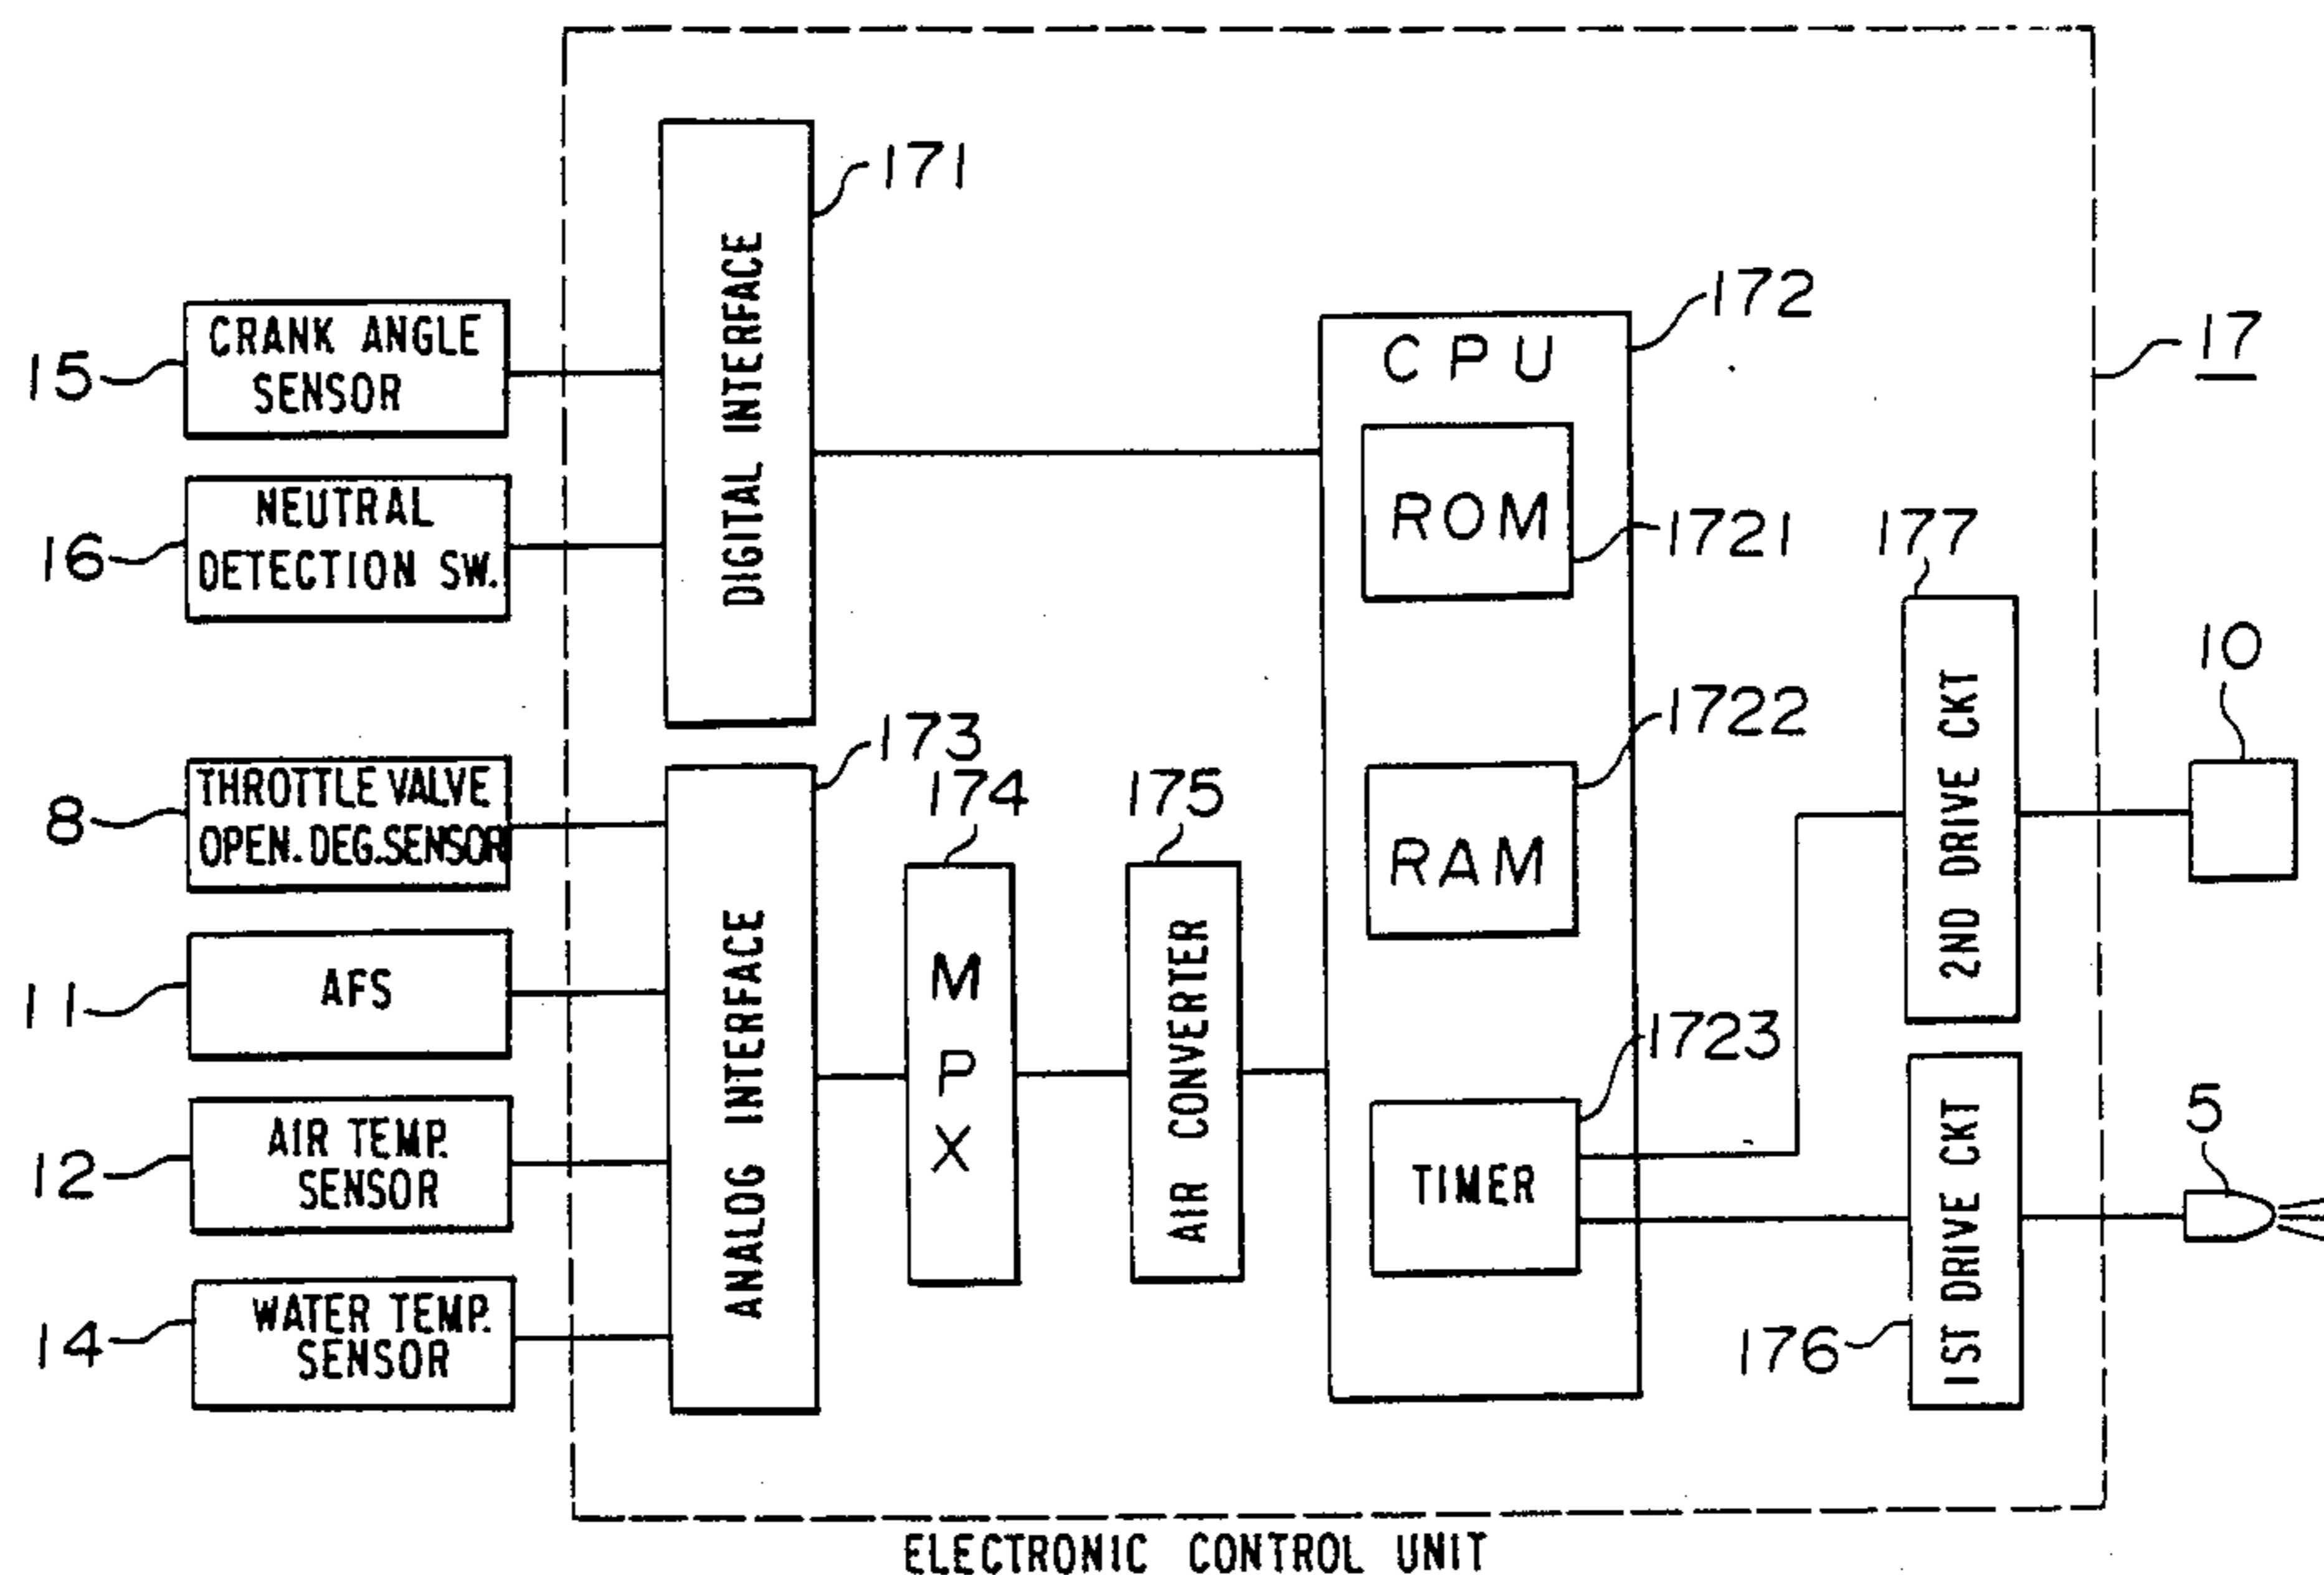 171
DIGITAL INTERFACE
15
CRANK ANGLE
SENSOR
16
NEUTRAL
DETECTION SW.
8
THROTTLE VALVE
OPEN. DEG. SENSOR
11
AFS
12
AIR TEMP.
SENSOR
14
WATER TEMP.
SENSOR
173
ANALOG INTERFACE
174
MPX
175
AIR CONVERTER
172
CPU
ROM
1721
RAM
1722
TIMER
1723
177
2ND DRIVE CKT
176
1ST DRIVE CKT
17
10
5
ELECTRONIC CONTROL UNIT